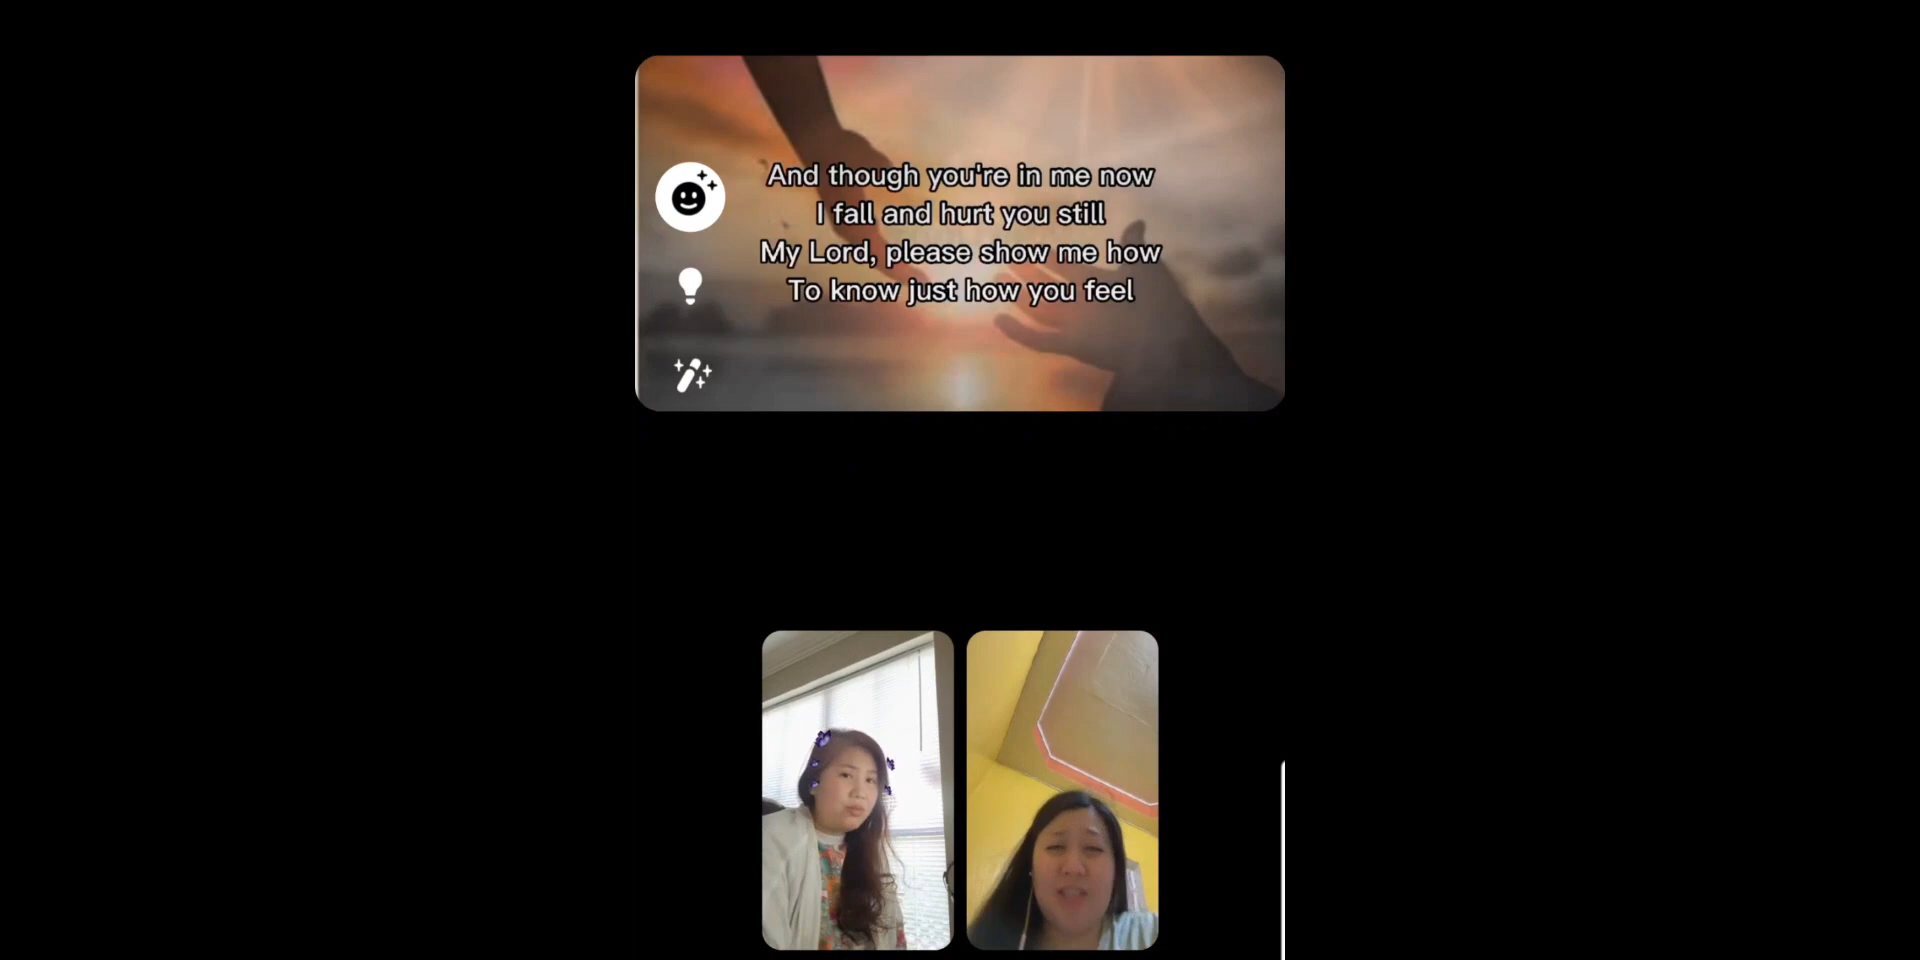 And though you're in me now
I fall and hurt you still
My Lord, please show me how
To know just how you feel